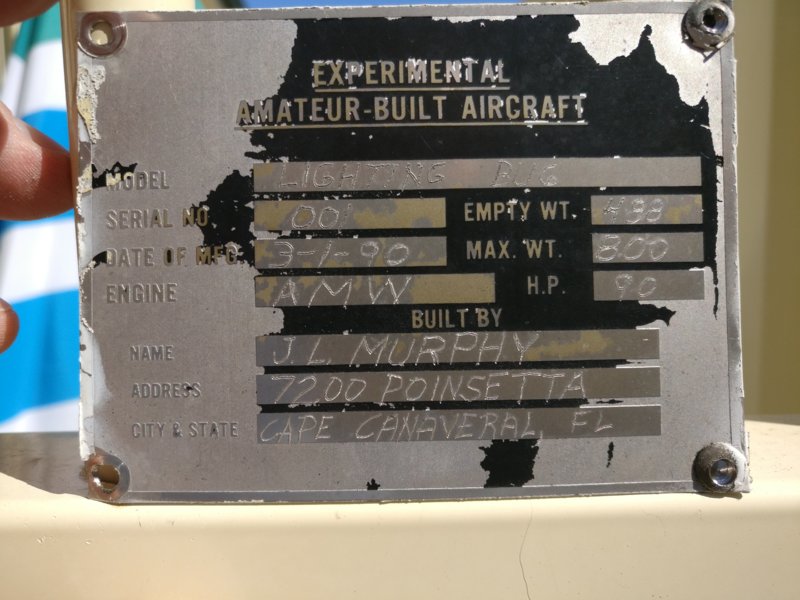 EXPERIMENTAL
AMATEUR-BUILT AIRCRAFT
MODEL LIGHTING BUG
SERIAL NO. 001 EMPTY WT. 488
DATE OF MFG. 3-1-90 MAX. WT. 800
ENGINE AMW H.P. 90
BUILT BY
NAME J.L. MURPHY
ADDRESS 7200 POINSETTA
CITY & STATE CAPE CANAVERAL, FL